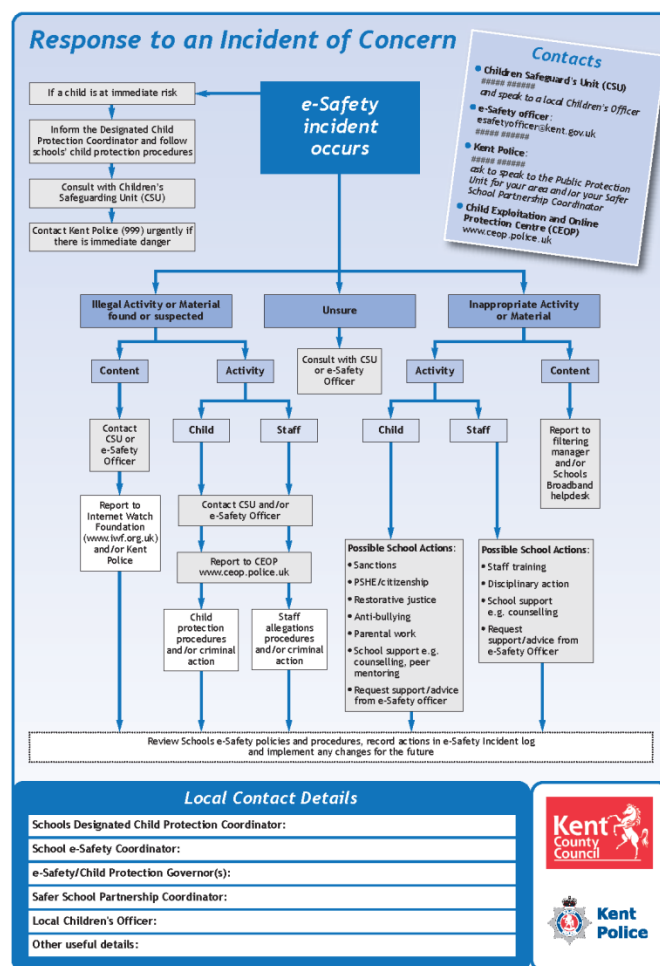 Response to an Incident of Concern
Contacts
• Children Safeguard's Unit (CSU)
##### ######
and speak to a local Children's Officer
• e-Safety officer:
esafetyofficer@kent.gov.uk
##### ######
• Kent Police:
##### ######
ask to speak to the Public Protection
Unit for your area and/or your Safer
School Partnership Coordinator
• Child Exploitation and Online
Protection Centre (CEOP)
www.ceop.police.uk
e-Safety
incident
occurs
If a child is at immediate risk
Inform the Designated Child
Protection Coordinator and follow
schools' child protection procedures
Consult with Children's
Safeguarding Unit (CSU)
Contact Kent Police (999) urgently if
there is immediate danger
Illegal Activity or Material
found or suspected
Unsure
Inappropriate Activity
or Material
Consult with CSU
or e-Safety
Officer
Content
Activity
Activity
Content
Contact
CSU or
e-Safety
Officer
Child
Staff
Child
Staff
Report to
filtering
manager
and/or
Schools
Broadband
helpdesk
Report to
Internet Watch
Foundation
(www.iwf.org.uk)
and/or Kent
Police
Contact CSU and/or
e-Safety Officer
Report to CEOP
www.ceop.police.uk
Child
protection
procedures
and/or criminal
action
Staff
allegations
procedures
and/or criminal
action
Possible School Actions:
• Sanctions
• PSHE/citizenship
• Restorative justice
• Anti-bullying
• Parental work
• School support e.g.
counselling, peer
mentoring
• Request support/advice
from e-Safety officer
Possible School Actions:
• Staff training
• Disciplinary action
• School support
e.g. counselling
• Request
support/advice from
e-Safety Officer
Review Schools e-Safety policies and procedures, record actions in e-Safety Incident log
and implement any changes for the future
Local Contact Details
Schools Designated Child Protection Coordinator:
School e-Safety Coordinator:
e-Safety/Child Protection Governor(s):
Safer School Partnership Coordinator:
Local Children's Officer:
Other useful details:
Kent
County
Council
Kent
Police